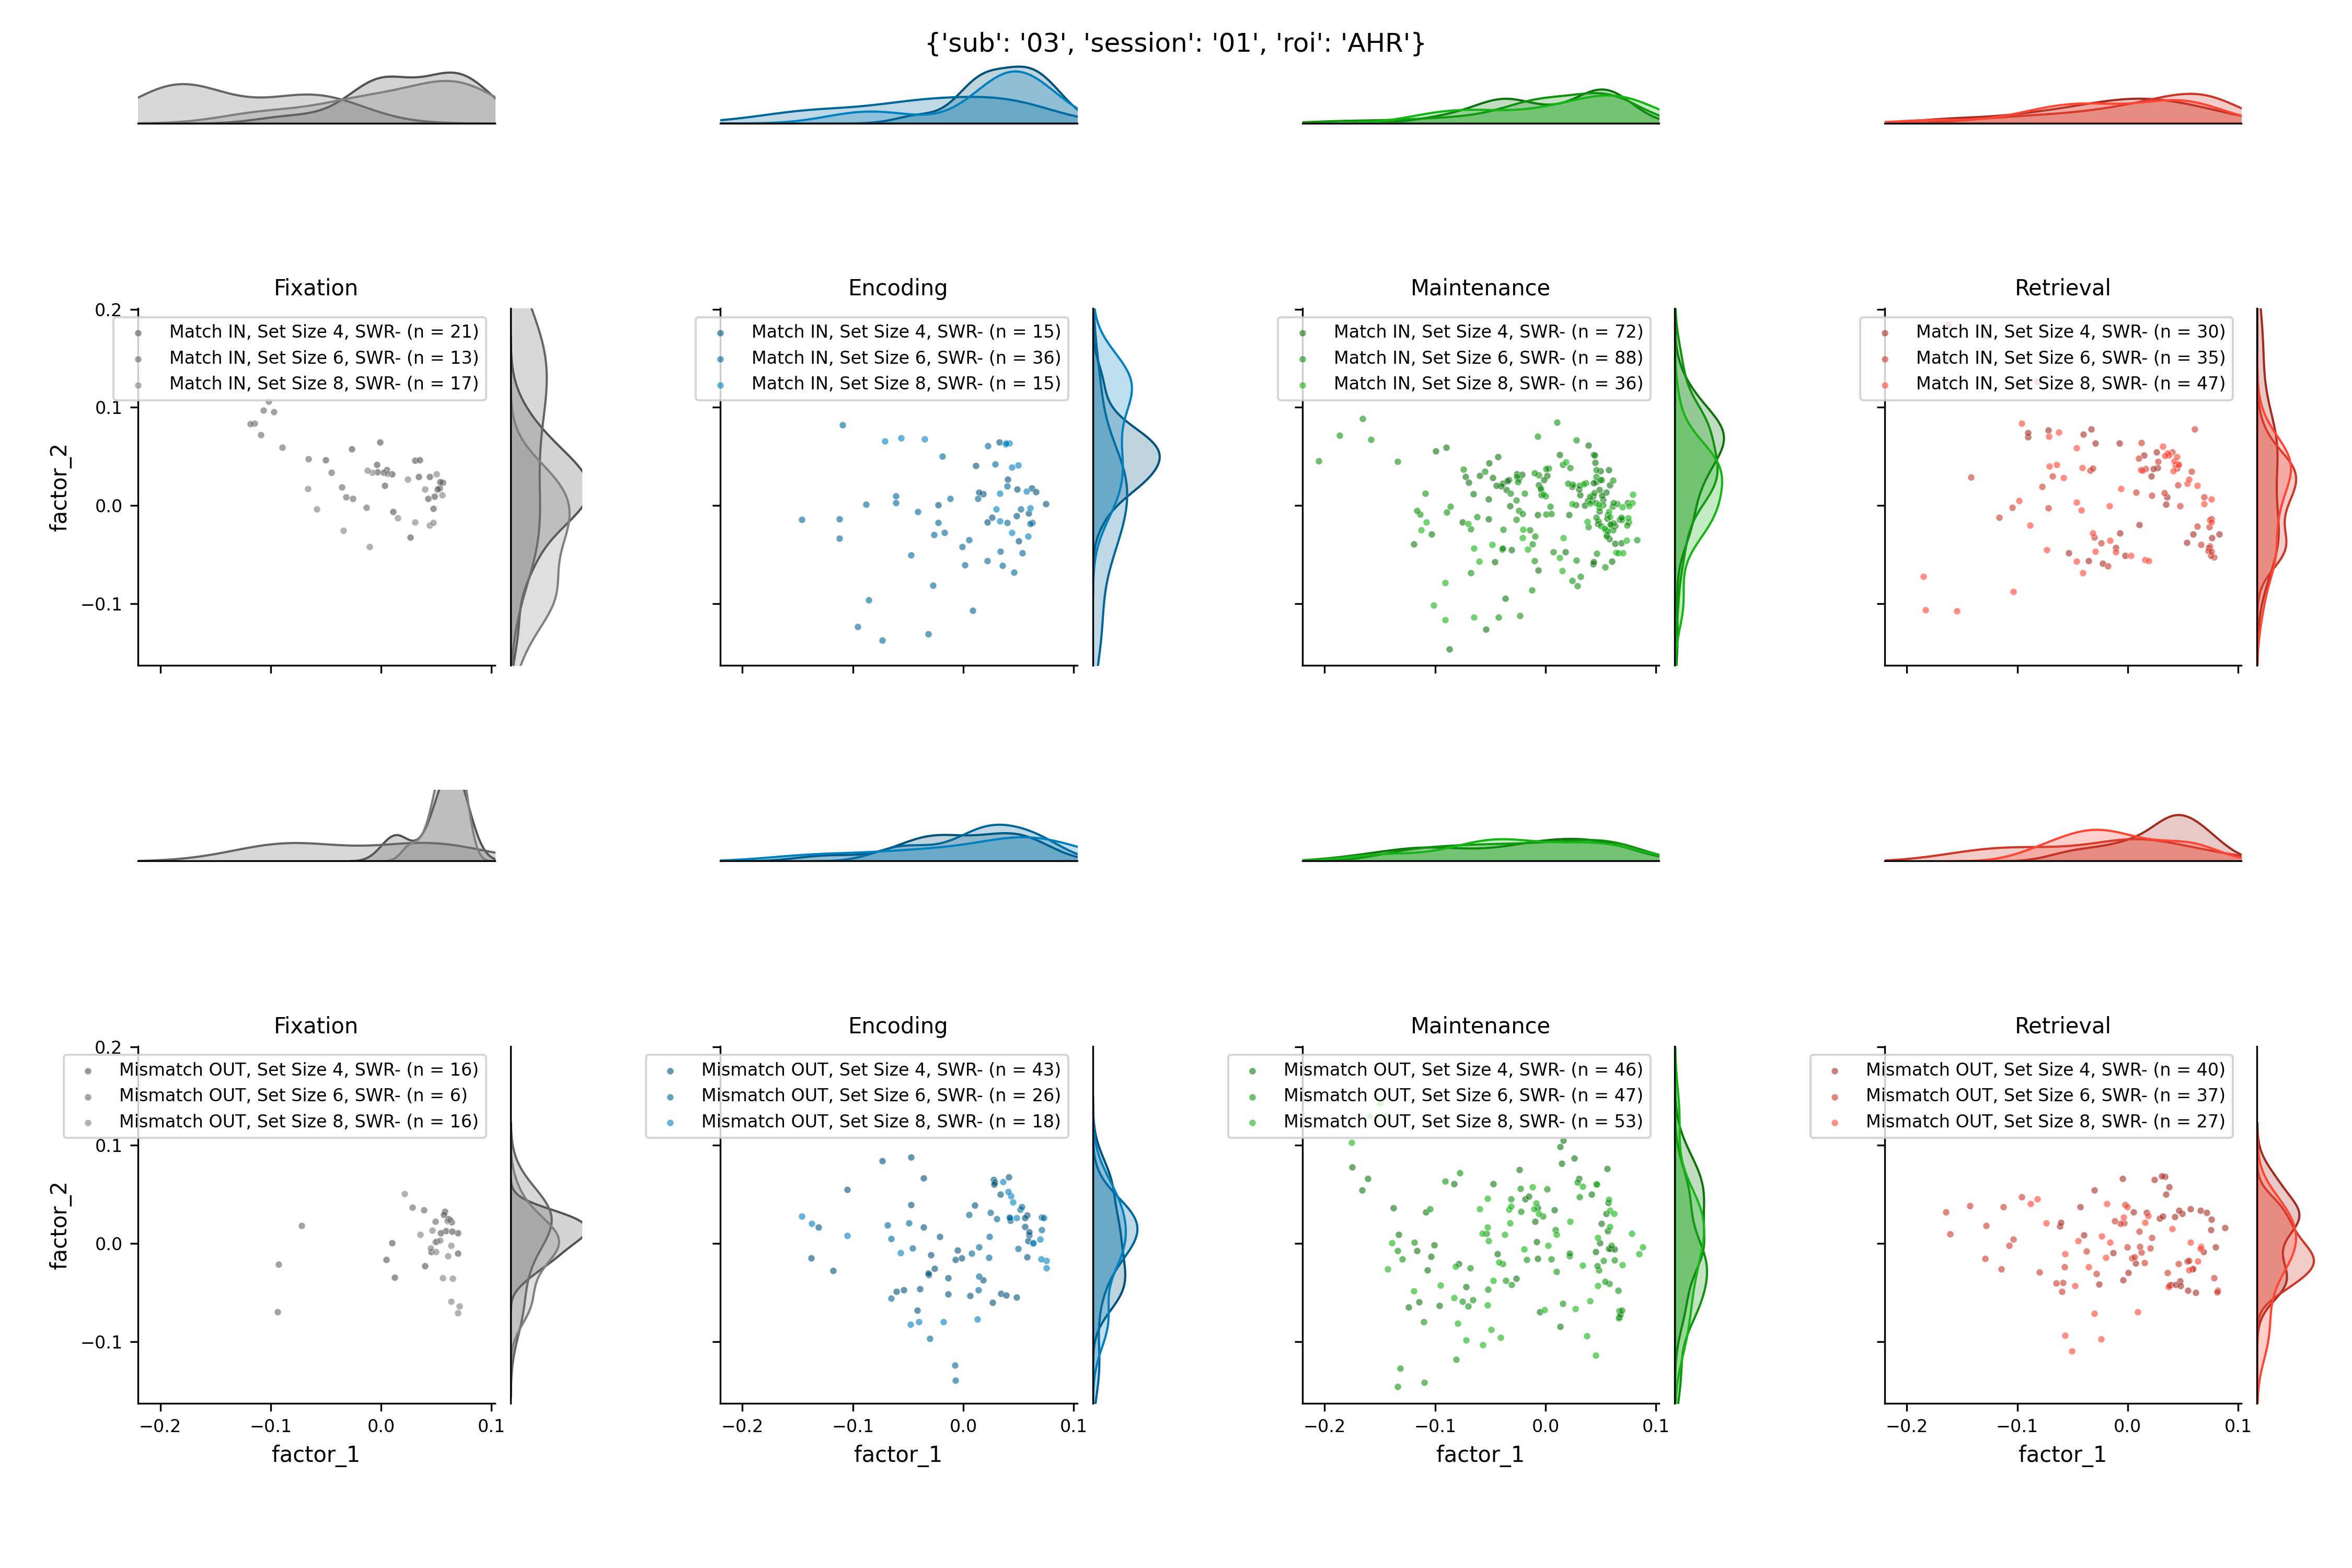 {'sub': '03', 'session': '01', 'roi': 'AHR'}
Fixation
Match IN, Set Size 4, SWR- (n = 21)
Match IN, Set Size 6, SWR- (n = 13)
Match IN, Set Size 8, SWR- (n = 17)
0.2
0.1
0.0
−0.1
factor_2
Encoding
Match IN, Set Size 4, SWR- (n = 15)
Match IN, Set Size 6, SWR- (n = 36)
Match IN, Set Size 8, SWR- (n = 15)
Maintenance
Match IN, Set Size 4, SWR- (n = 72)
Match IN, Set Size 6, SWR- (n = 88)
Match IN, Set Size 8, SWR- (n = 36)
Retrieval
Match IN, Set Size 4, SWR- (n = 30)
Match IN, Set Size 6, SWR- (n = 35)
Match IN, Set Size 8, SWR- (n = 47)
Fixation
Mismatch OUT, Set Size 4, SWR- (n = 16)
Mismatch OUT, Set Size 6, SWR- (n = 6)
Mismatch OUT, Set Size 8, SWR- (n = 16)
0.2
0.1
0.0
−0.1
factor_2
−0.2 −0.1 0.0 0.1
factor_1
Encoding
Mismatch OUT, Set Size 4, SWR- (n = 43)
Mismatch OUT, Set Size 6, SWR- (n = 26)
Mismatch OUT, Set Size 8, SWR- (n = 18)
−0.2 −0.1 0.0 0.1
factor_1
Maintenance
Mismatch OUT, Set Size 4, SWR- (n = 46)
Mismatch OUT, Set Size 6, SWR- (n = 47)
Mismatch OUT, Set Size 8, SWR- (n = 53)
−0.2 −0.1 0.0 0.1
factor_1
Retrieval
Mismatch OUT, Set Size 4, SWR- (n = 40)
Mismatch OUT, Set Size 6, SWR- (n = 37)
Mismatch OUT, Set Size 8, SWR- (n = 27)
−0.2 −0.1 0.0 0.1
factor_1